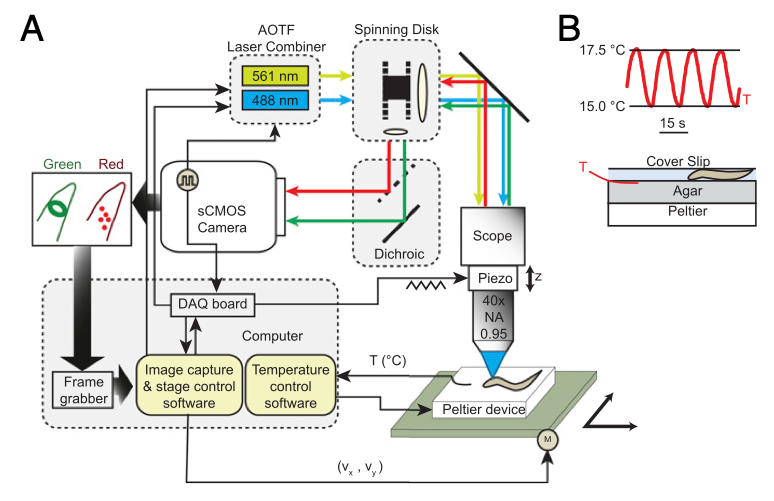 A
AOTF
Laser Combiner
561 nm
488 nm
Spinning Disk
Green
Red
sCMOS
Camera
Dichroic
Scope
Piezo
z
40x
NA
0.95
DAQ board
Computer
Frame
grabber
Image capture
& stage control
software
Temperature
control
software
T (°C)
Peltier device
M
(vx , vy)
B
17.5 °C
15.0 °C
T
15 s
Cover Slip
T
Agar
Peltier